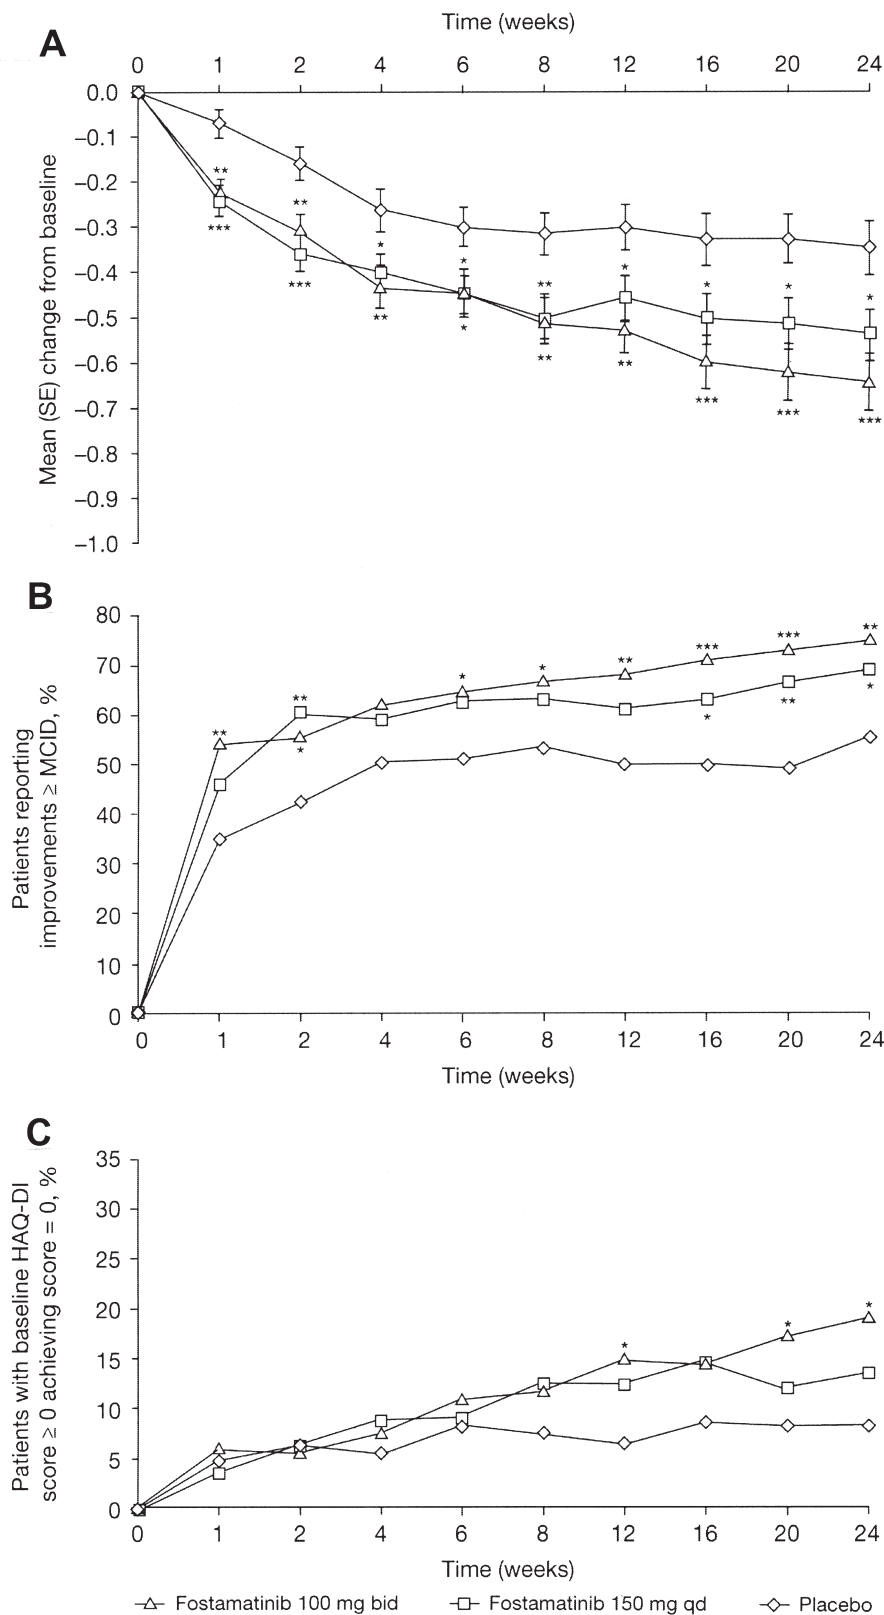 Time (weeks)
A
0 1 2 4 6 8 12 16 20 24
0.0
–0.1
–0.2
–0.3
–0.4
–0.5
–0.6
–0.7
–0.8
–0.9
–1.0
Mean (SE) change from baseline
** ** * * ** * * * *
*** *** ** * ** ** *** *** ***
B
80
70
60
50
40
30
20
10
0
Patients reporting
improvements ≥ MCID, %
** ** * * ** *** *** **
* * ** *
0 1 2 4 6 8 12 16 20 24
Time (weeks)
C
35
30
25
20
15
10
5
0
Patients with baseline HAQ-DI
score ≥ 0 achieving score = 0, %
* * *
0 1 2 4 6 8 12 16 20 24
Time (weeks)
Fostamatinib 100 mg bid Fostamatinib 150 mg qd Placebo